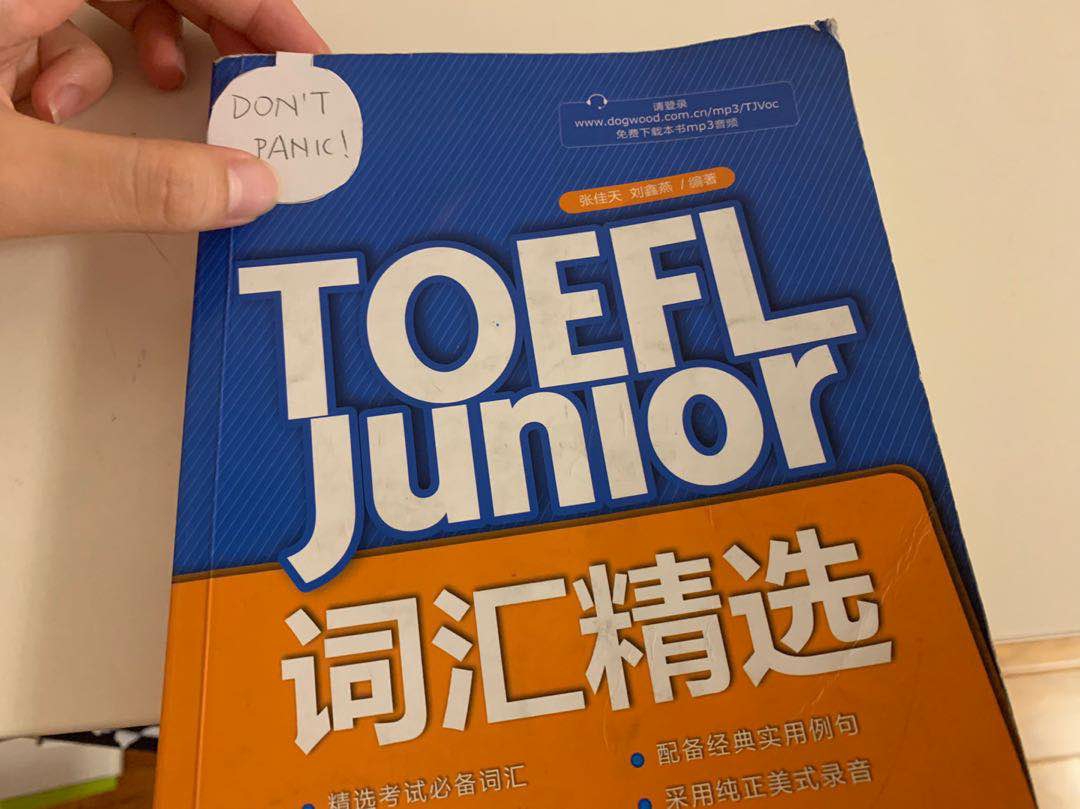 DON'T
PANIC!
请登录
www.dogwood.com.cn/mp3/TJVoc
免费下载本书mp3音频
张佳天 刘鑫燕 / 编著
TOEFL
Junior
词汇精选
精选考试必备词汇
配备经典实用例句
采用纯正美式录音